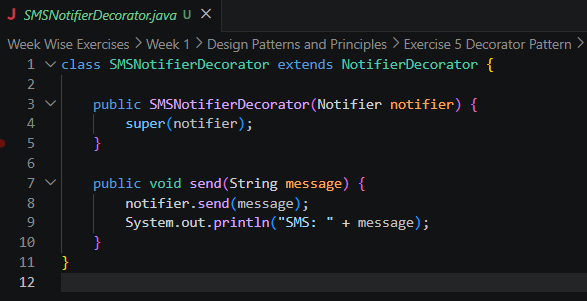 SMSNotifierDecorator.java U
Week Wise Exercises > Week 1 > Design Patterns and Principles > Exercise 5 Decorator Pattern >
1 class SMSNotifierDecorator extends NotifierDecorator {
2
3     public SMSNotifierDecorator(Notifier notifier) {
4         super(notifier);
5     }
6
7     public void send(String message) {
8         notifier.send(message);
9         System.out.println("SMS: " + message);
10     }
11 }
12